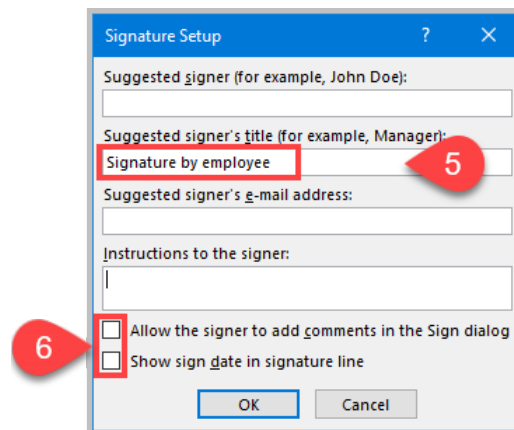 Signature Setup ? ×
Suggested signer (for example, John Doe):
Suggested signer's title (for example, Manager):
Signature by employee
5
Suggested signer's e-mail address:
Instructions to the signer:
6
Allow the signer to add comments in the Sign dialog
Show sign date in signature line
OK Cancel